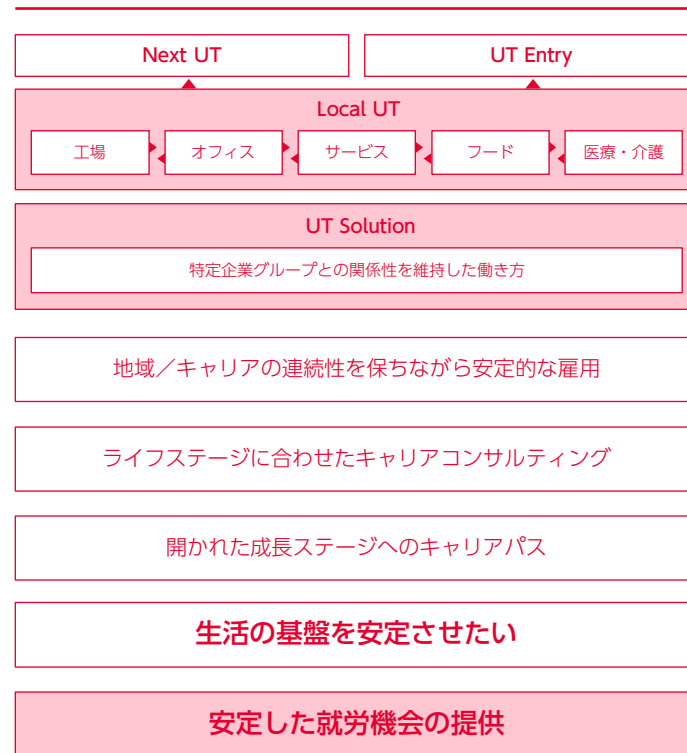 Next UT
UT Entry
Local UT
工場
オフィス
サービス
フード
医療・介護
UT Solution
特定企業グループとの関係性を維持した働き方
地域／キャリアの連続性を保ちながら安定的な雇用
ライフステージに合わせたキャリアコンサルティング
開かれた成長ステージへのキャリアパス
生活の基盤を安定させたい
安定した就労機会の提供